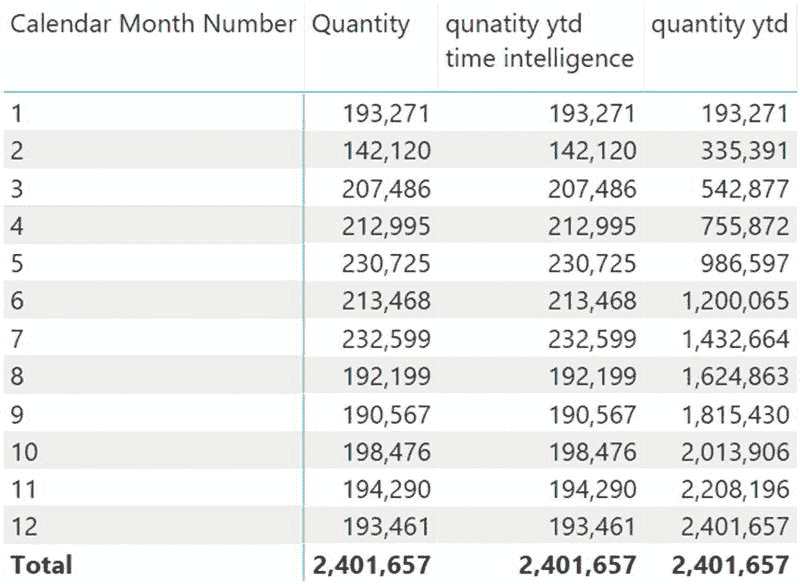 Calendar Month Number Quantity qunatity ytd time intelligence quantity ytd
1 193,271 193,271 193,271
2 142,120 142,120 335,391
3 207,486 207,486 542,877
4 212,995 212,995 755,872
5 230,725 230,725 986,597
6 213,468 213,468 1,200,065
7 232,599 232,599 1,432,664
8 192,199 192,199 1,624,863
9 190,567 190,567 1,815,430
10 198,476 198,476 2,013,906
11 194,290 194,290 2,208,196
12 193,461 193,461 2,401,657
Total 2,401,657 2,401,657 2,401,657